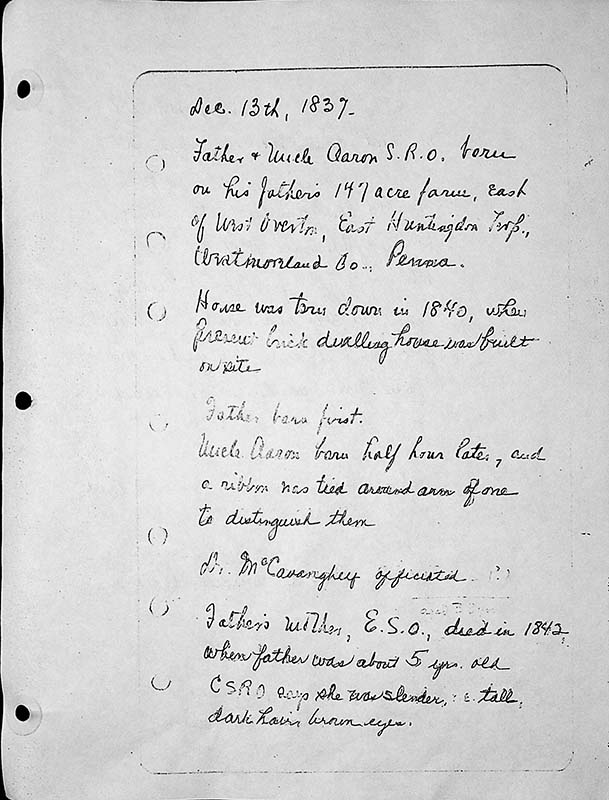 Dec. 13th, 1837.
Father & Uncle Aaron S.R.O. born
on his father's 147 acre farm, East
of West Overton, East Huntingdon Twp.,
Westmoreland Co., Penna.
House was torn down in 1840, when
present brick dwelling house was built
on site
Father born first.
Uncle Aaron born half hour later, and
a ribbon was tied around arm of one
to distinguish them
Dr. officiated
Father's mother, E.S.O., died in 1842,
when father was about 5 yrs. old
CSRO says she was slender, tall,
dark hair, brown eyes.